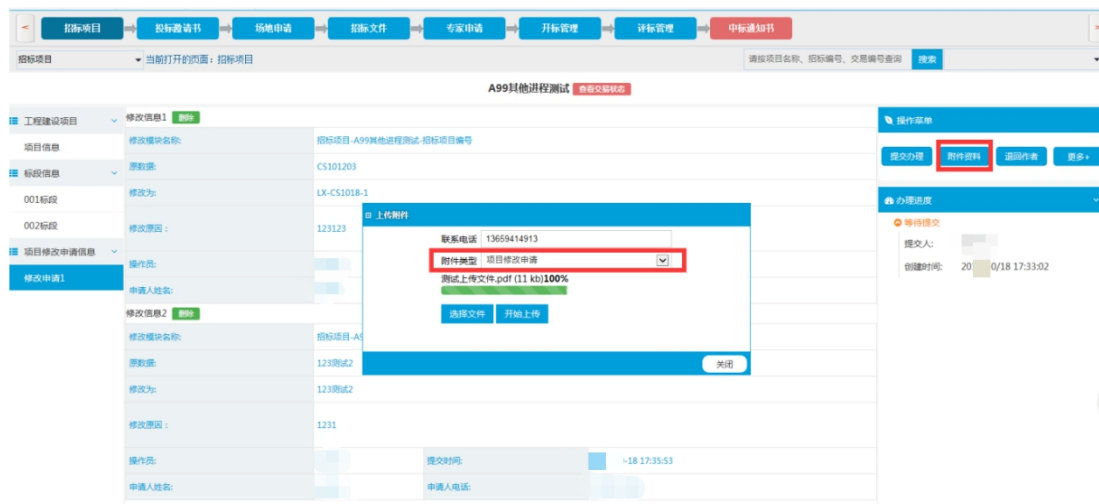 招标项目 投标邀请书 场地申请 招标文件 专家申请 开标管理 评标管理 中标通知书
招标项目 当前打开的页面：招标项目 请按项目名称、招标编号、交易编号查询 搜索
A99其他进程测试 查看交易状态
工程建设项目
项目信息
标段信息
001标段
002标段
项目修改申请信息
修改申请1
修改信息1 删除
修改模块名称: 招标项目-A99其他进程测试-招标项目编号
原数据: CS101203
修改为: LX-CS1018-1
修改原因： 123123
操作员:
申请人姓名:
修改信息2 删除
修改模块名称: 招标项目-A9
原数据: 123测试2
修改为: 123测试2
修改原因： 1231
操作员: 提交时间: -18 17:35:53
申请人姓名: 申请人电话:
上传附件
联系电话 13659414913
附件类型 项目修改申请
测试上传文件.pdf (11 kb)100%
选择文件 开始上传
关闭
操作菜单
提交办理 附件资料 退回作者 更多+
办理进度
等待提交
提交人:
创建时间: 20 0/18 17:33:02